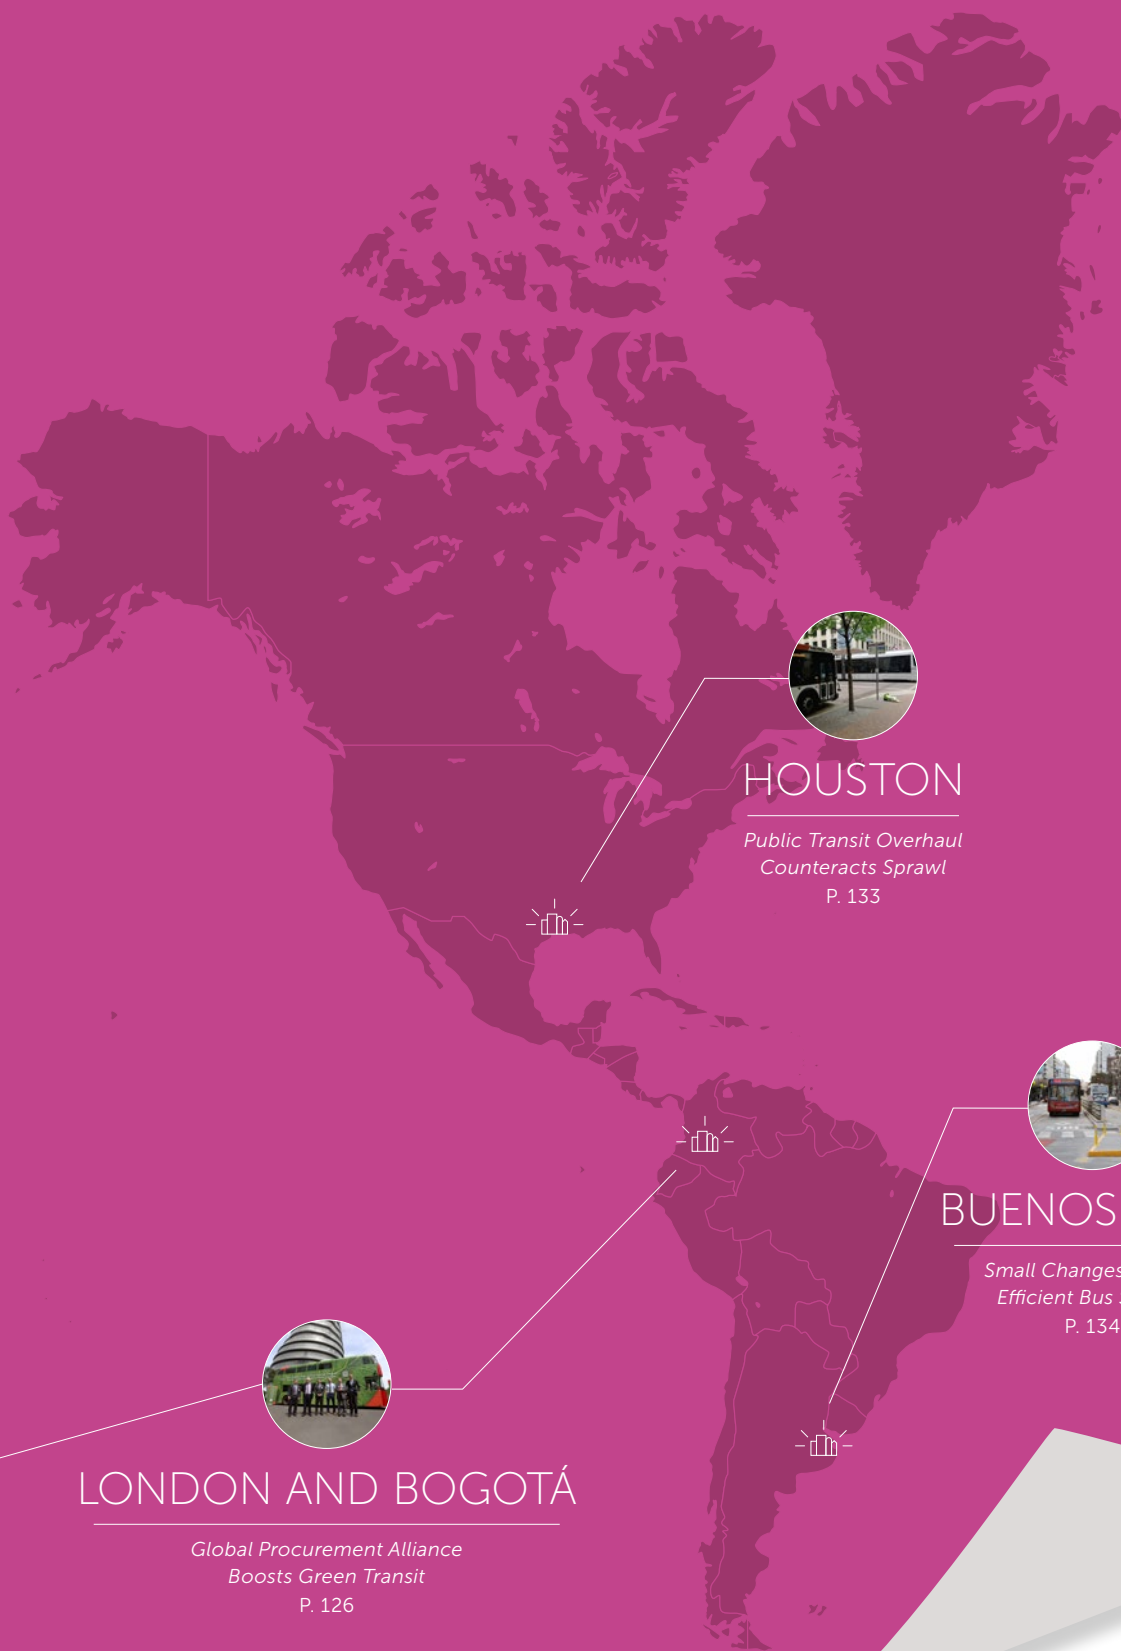 HOUSTON
Public Transit Overhaul
Counteracts Sprawl
P. 133
BUENOS
Small Changes
Efficient Bus
P. 134
LONDON AND BOGOTÁ
Global Procurement Alliance
Boosts Green Transit
P. 126